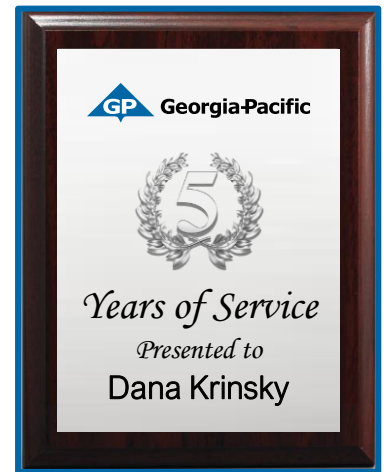 GP Georgia-Pacific
5
Years of Service
Presented to
Dana Krinsky